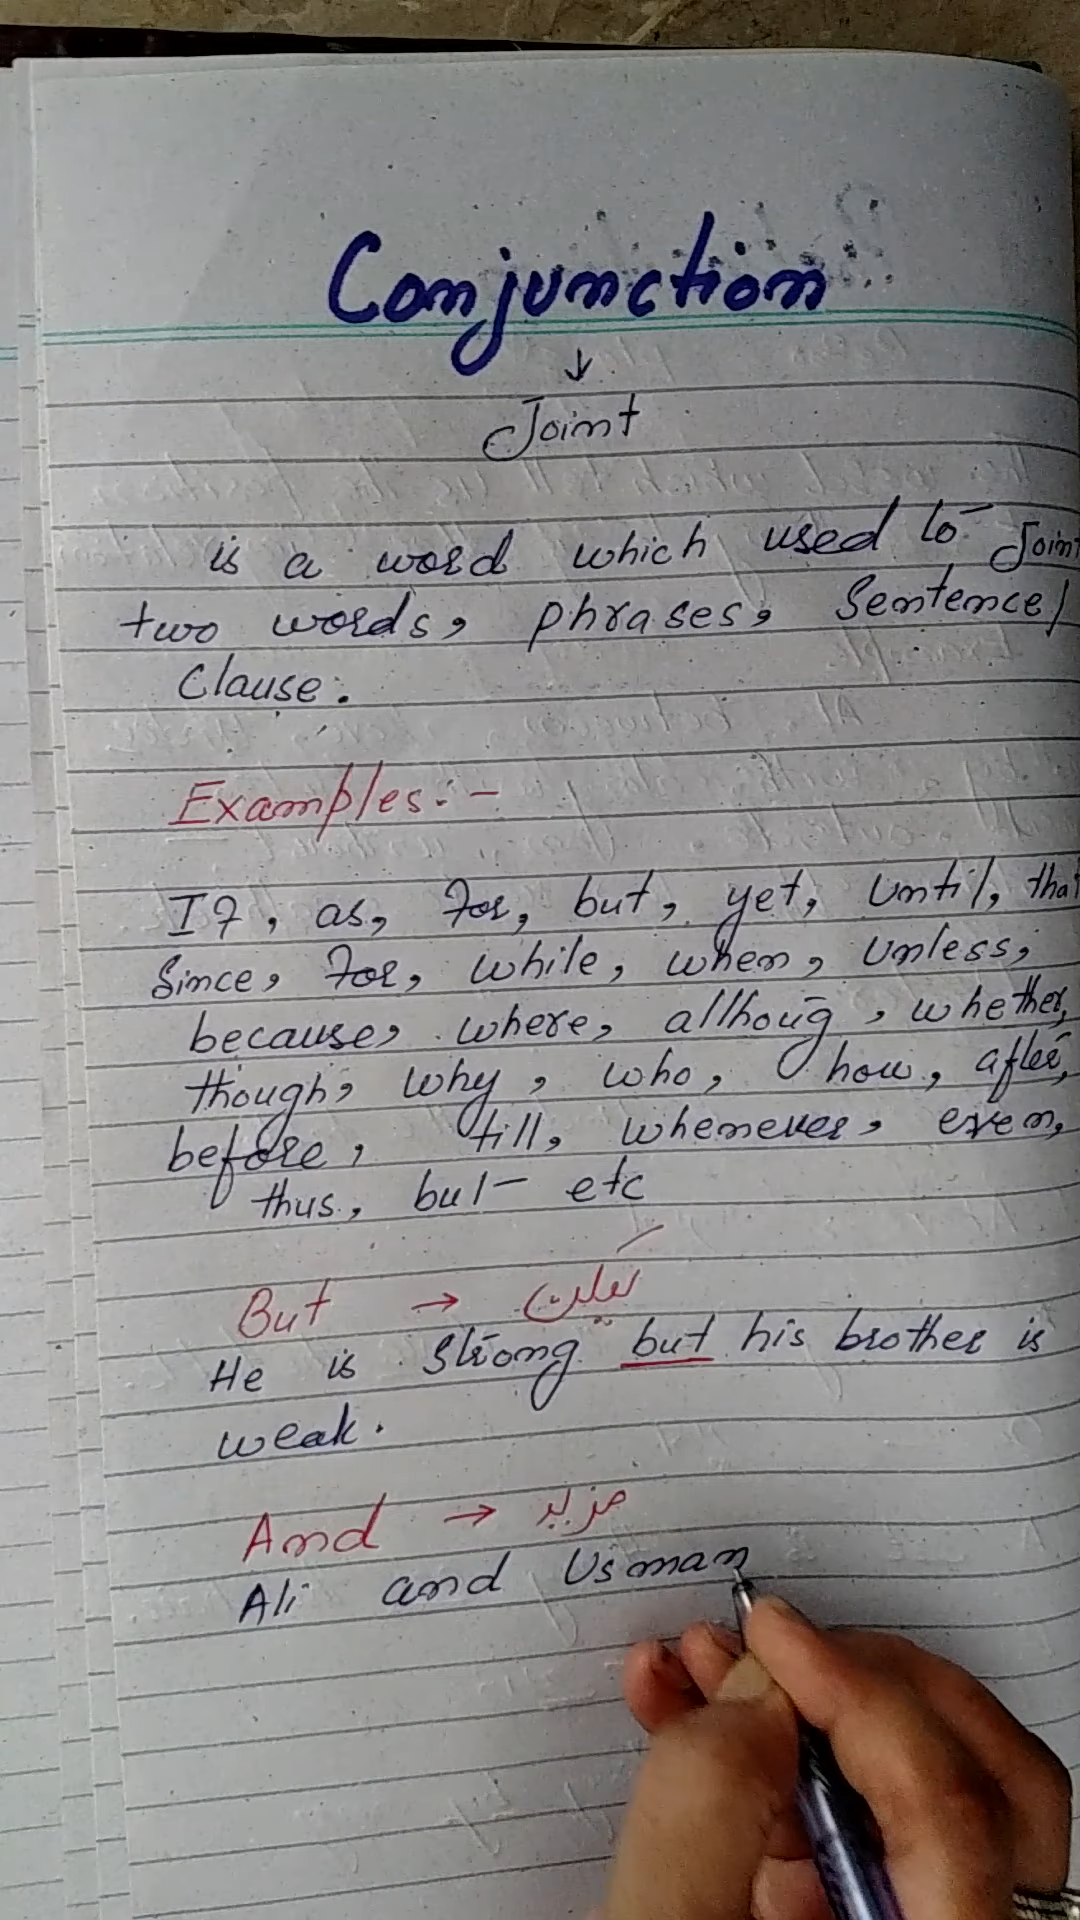 Conjunction
↓
Joint
is a word which used to Joint
two words, phrases, Sentence/
Clause.
Examples:-
If, as, for, but, yet, Until, that
Since, for, while, when, Unless,
because, where, althoug, whether,
though, why, who, how, after,
before, till, whenever, even,
thus, but etc
But → لیکن
He is strong but his brother is
weak.
And → مزید
Ali and Usman